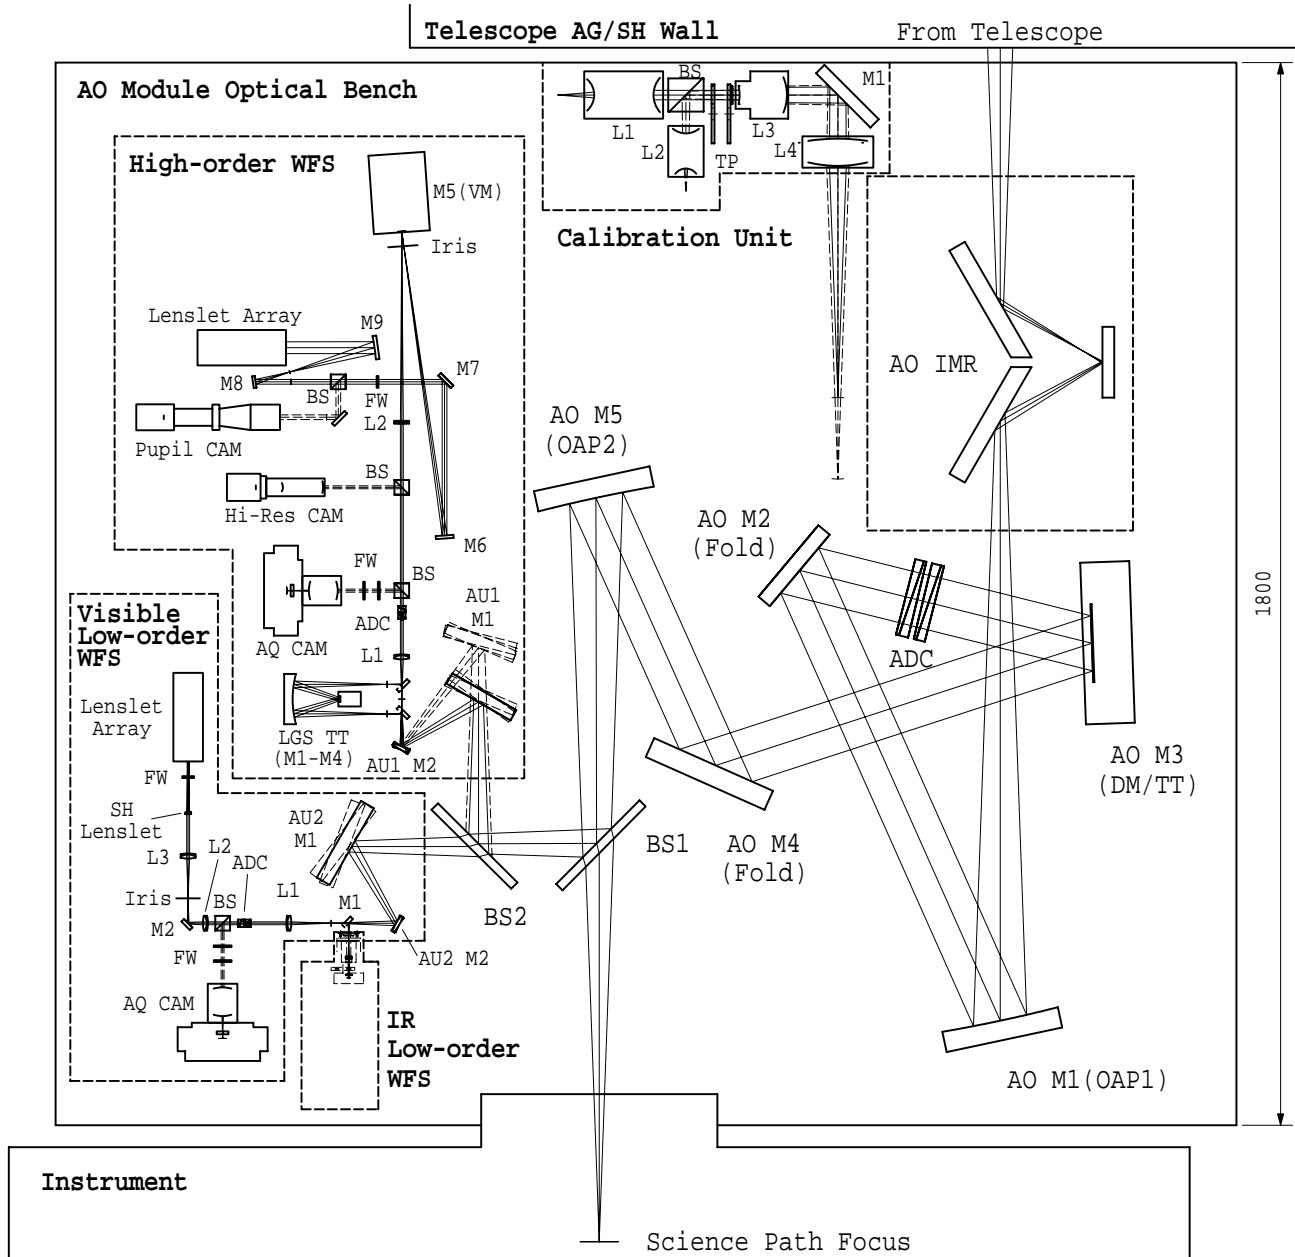 Telescope AG/SH Wall
From Telescope
AO Module Optical Bench
BS
M1
L1
L3
L2
TP
L4
High-order WFS
M5(VM)
Iris
Calibration Unit
Lenslet Array
M9
M8
BS
FW
M7
L2
Pupil CAM
AO IMR
AO M5
(OAP2)
BS
Hi-Res CAM
M6
AO M2
(Fold)
FW
BS
ADC
AQ CAM
L1
AU1
M1
ADC
1800
Visible
Low-order
WFS
Lenslet
Array
LGS TT
(M1-M4)
AU1 M2
AO M3
(DM/TT)
FW
SH
Lenslet
AU2
M1
BS1
AO M4
(Fold)
L3
L2
ADC
L1
M1
Iris
BS
M2
BS2
FW
AU2 M2
AQ CAM
IR
Low-order
WFS
AO M1(OAP1)
Instrument
Science Path Focus